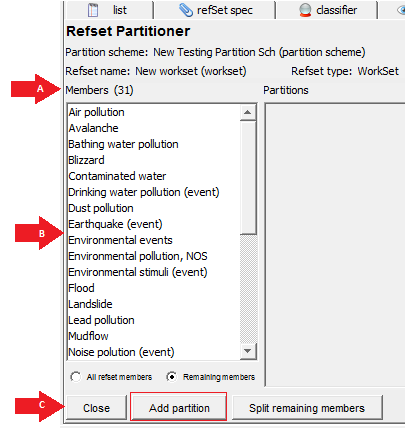 list refSet spec classifier
Refset Partitioner
Partition scheme: New Testing Partition Sch (partition scheme)
Refset name: New workset (workset) Refset type: WorkSet
A Members (31) Partitions
Air pollution
Avalanche
Bathing water pollution
Blizzard
Contaminated water
Drinking water pollution (event)
Dust pollution
Earthquake (event)
B Environmental events
Environmental pollution, NOS
Environmental stimuli (event)
Flood
Landslide
Lead pollution
Mudflow
Noise polution (event)
All refset members Remaining members
C Close Add partition Split remaining members